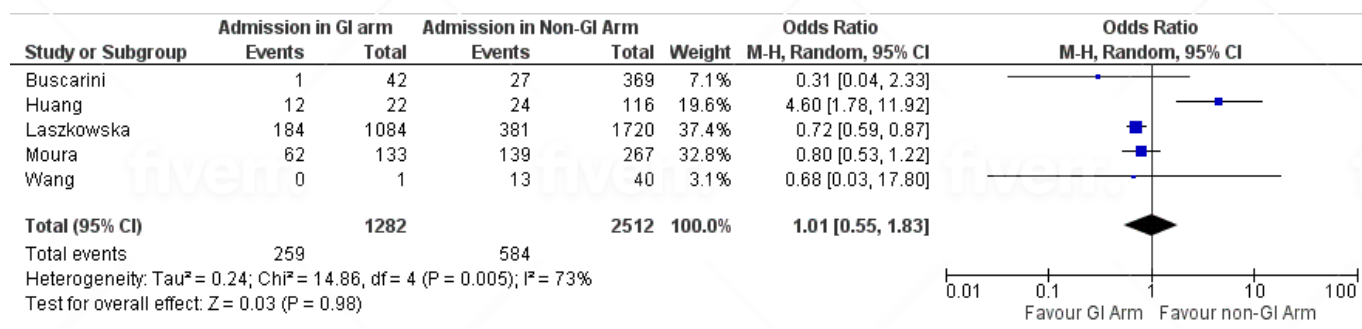 Admission in GI arm Admission in Non-GI Arm Odds Ratio Odds Ratio
Study or Subgroup Events Total Events Total Weight M-H, Random, 95% CI M-H, Random, 95% CI
Buscarini 1 42 27 369 7.1% 0.31 [0.04, 2.33]
Huang 12 22 24 116 19.6% 4.60 [1.78, 11.92]
Laszkowska 184 1084 381 1720 37.4% 0.72 [0.59, 0.87]
Moura 62 133 139 267 32.8% 0.80 [0.53, 1.22]
fiverr. fiverr. fiverr.
Wang 0 1 13 40 3.1% 0.68 [0.03, 17.80]
Total (95% CI) 1282 2512 100.0% 1.01 [0.55, 1.83]
Total events 259 584
Heterogeneity: Tau² = 0.24; Chi² = 14.86, df = 4 (P = 0.005); I² = 73%
Test for overall effect: Z = 0.03 (P = 0.98)
0.01 0.1 1 10 100
Favour GI Arm Favour non-GI Arm